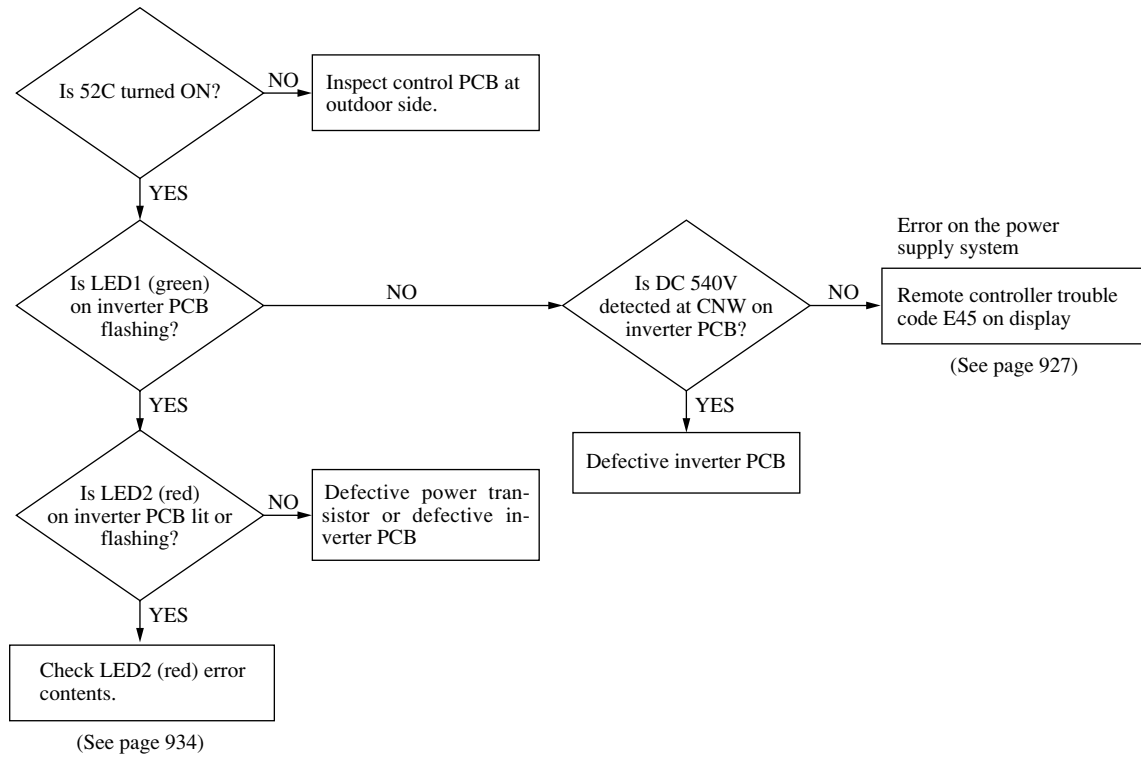 Is 52C turned ON?
NO
Inspect control PCB at
outdoor side.
YES
Is LED1 (green)
on inverter PCB
flashing?
NO
Is DC 540V
detected at CNW on
inverter PCB?
NO
Error on the power
supply system
Remote controller trouble
code E45 on display
(See page 927)
YES
Defective inverter PCB
YES
Is LED2 (red)
on inverter PCB lit or
flashing?
NO
Defective power tran-
sistor or defective in-
verter PCB
YES
Check LED2 (red) error
contents.
(See page 934)